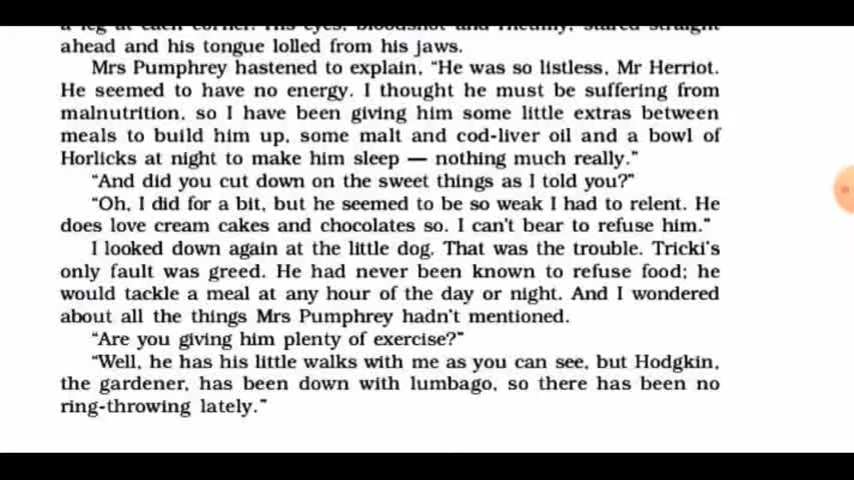 ahead and his tongue lolled from his jaws.
Mrs Pumphrey hastened to explain, "He was so listless, Mr Herriot.
He seemed to have no energy. I thought he must be suffering from
malnutrition, so I have been giving him some little extras between
meals to build him up, some malt and cod-liver oil and a bowl of
Horlicks at night to make him sleep — nothing much really."
"And did you cut down on the sweet things as I told you?"
"Oh, I did for a bit, but he seemed to be so weak I had to relent. He
does love cream cakes and chocolates so. I can't bear to refuse him."
I looked down again at the little dog. That was the trouble. Tricki's
only fault was greed. He had never been known to refuse food; he
would tackle a meal at any hour of the day or night. And I wondered
about all the things Mrs Pumphrey hadn't mentioned.
"Are you giving him plenty of exercise?"
"Well, he has his little walks with me as you can see, but Hodgkin,
the gardener, has been down with lumbago, so there has been no
ring-throwing lately."